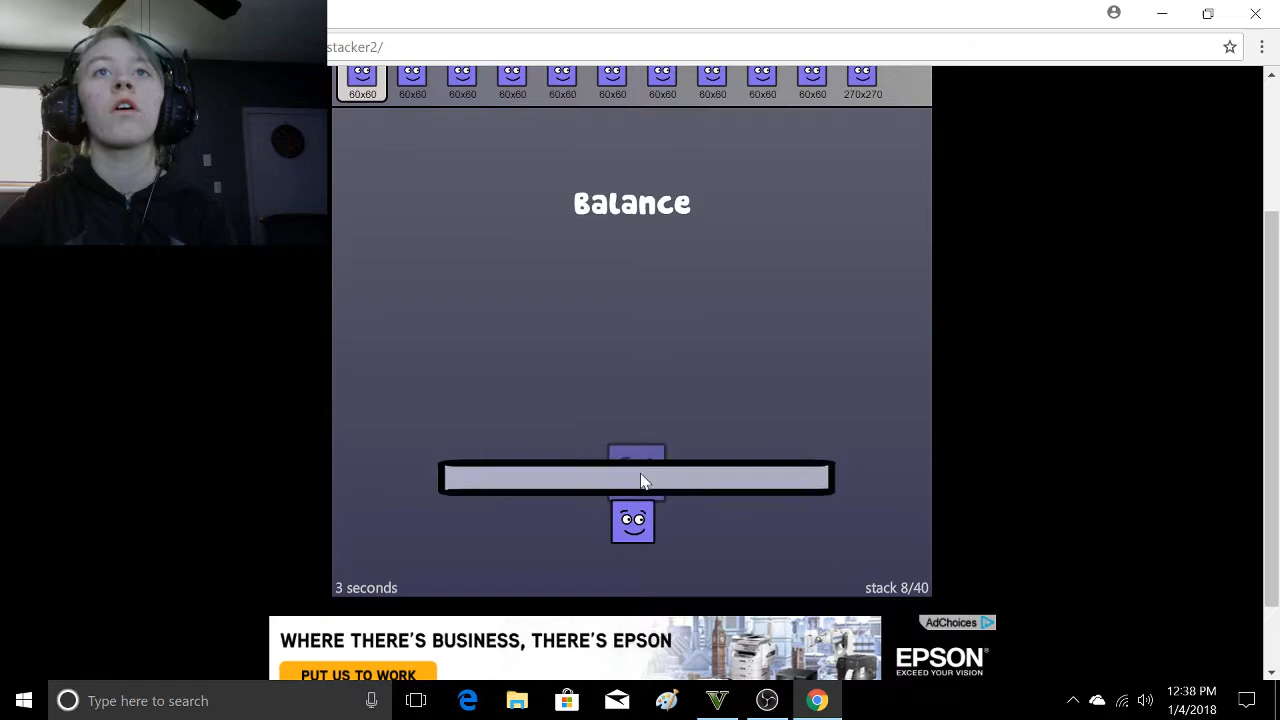 stacker2/
60x60 60x60 60x60 60x60 60x60 60x60 60x60 60x60 60x60 60x60 270x270
Balance
3 seconds
stack 8/40
AdChoices
WHERE THERE'S BUSINESS, THERE'S EPSON
PUT US TO WORK
EPSON
EXCEED YOUR VISION
Type here to search
12:38 PM
1/4/2018